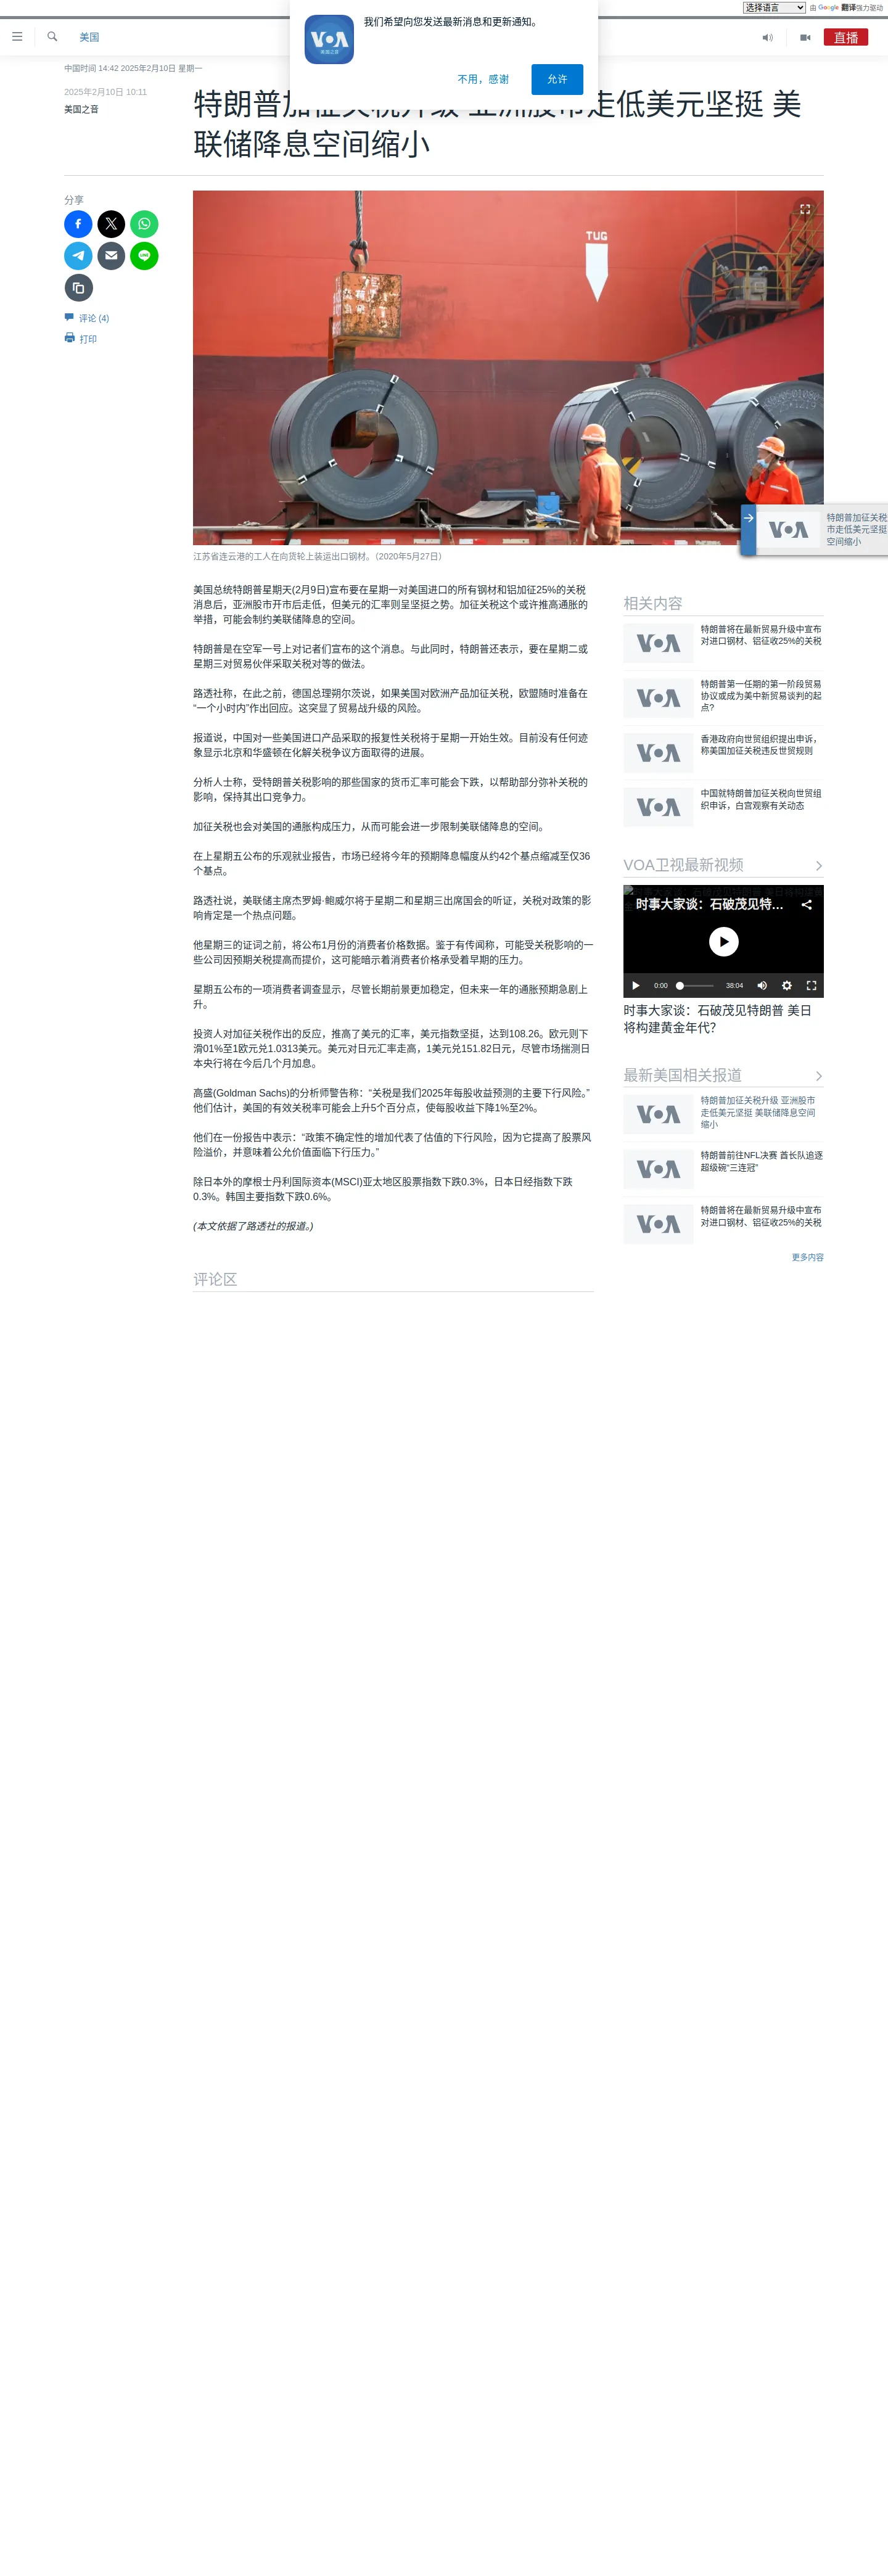 选择语言 由 Google 翻译强力驱动
我们希望向您发送最新消息和更新通知。
VOA
美国之音
不用，感谢
允许
美国
直播
中国时间 14:42 2025年2月10日 星期一
2025年2月10日 10:11
美国之音
特朗普加征关税升级 亚洲股市走低美元坚挺 美
联储降息空间缩小
分享
评论 (4)
打印
TUG
江苏省连云港的工人在向货轮上装运出口钢材。（2020年5月27日）
VOA
特朗普加征关税
市走低美元坚挺
空间缩小
美国总统特朗普星期天(2月9日)宣布要在星期一对美国进口的所有钢材和铝加征25%的关税
消息后，亚洲股市开市后走低，但美元的汇率则呈坚挺之势。加征关税这个或许推高通胀的
举措，可能会制约美联储降息的空间。
特朗普是在空军一号上对记者们宣布的这个消息。与此同时，特朗普还表示，要在星期二或
星期三对贸易伙伴采取关税对等的做法。
路透社称，在此之前，德国总理朔尔茨说，如果美国对欧洲产品加征关税，欧盟随时准备在
“一个小时内”作出回应。这突显了贸易战升级的风险。
报道说，中国对一些美国进口产品采取的报复性关税将于星期一开始生效。目前没有任何迹
象显示北京和华盛顿在化解关税争议方面取得的进展。
分析人士称，受特朗普关税影响的那些国家的货币汇率可能会下跌，以帮助部分弥补关税的
影响，保持其出口竞争力。
加征关税也会对美国的通胀构成压力，从而可能会进一步限制美联储降息的空间。
在上星期五公布的乐观就业报告，市场已经将今年的预期降息幅度从约42个基点缩减至仅36
个基点。
路透社说，美联储主席杰罗姆·鲍威尔将于星期二和星期三出席国会的听证，关税对政策的影
响肯定是一个热点问题。
他星期三的证词之前，将公布1月份的消费者价格数据。鉴于有传闻称，可能受关税影响的一
些公司因预期关税提高而提价，这可能暗示着消费者价格承受着早期的压力。
星期五公布的一项消费者调查显示，尽管长期前景更加稳定，但未来一年的通胀预期急剧上
升。
投资人对加征关税作出的反应，推高了美元的汇率，美元指数坚挺，达到108.26。欧元则下
滑01%至1欧元兑1.0313美元。美元对日元汇率走高，1美元兑151.82日元，尽管市场揣测日
本央行将在今后几个月加息。
高盛(Goldman Sachs)的分析师警告称：“关税是我们2025年每股收益预测的主要下行风险。”
他们估计，美国的有效关税率可能会上升5个百分点，使每股收益下降1%至2%。
他们在一份报告中表示：“政策不确定性的增加代表了估值的下行风险，因为它提高了股票风
险溢价，并意味着公允价值面临下行压力。”
除日本外的摩根士丹利国际资本(MSCI)亚太地区股票指数下跌0.3%，日本日经指数下跌
0.3%。韩国主要指数下跌0.6%。
(本文依据了路透社的报道。)
评论区
相关内容
VOA
特朗普将在最新贸易升级中宣布
对进口钢材、铝征收25%的关税
VOA
特朗普第一任期的第一阶段贸易
协议或成为美中新贸易谈判的起
点?
VOA
香港政府向世贸组织提出申诉，
称美国加征关税违反世贸规则
VOA
中国就特朗普加征关税向世贸组
织申诉，白宫观察有关动态
VOA卫视最新视频
时事大家谈：石破茂见特…
0:00
38:04
时事大家谈：石破茂见特朗普 美日
将构建黄金年代？
最新美国相关报道
VOA
特朗普加征关税升级 亚洲股市
走低美元坚挺 美联储降息空间
缩小
VOA
特朗普前往NFL决赛 酋长队追逐
超级碗“三连冠”
VOA
特朗普将在最新贸易升级中宣布
对进口钢材、铝征收25%的关税
更多内容